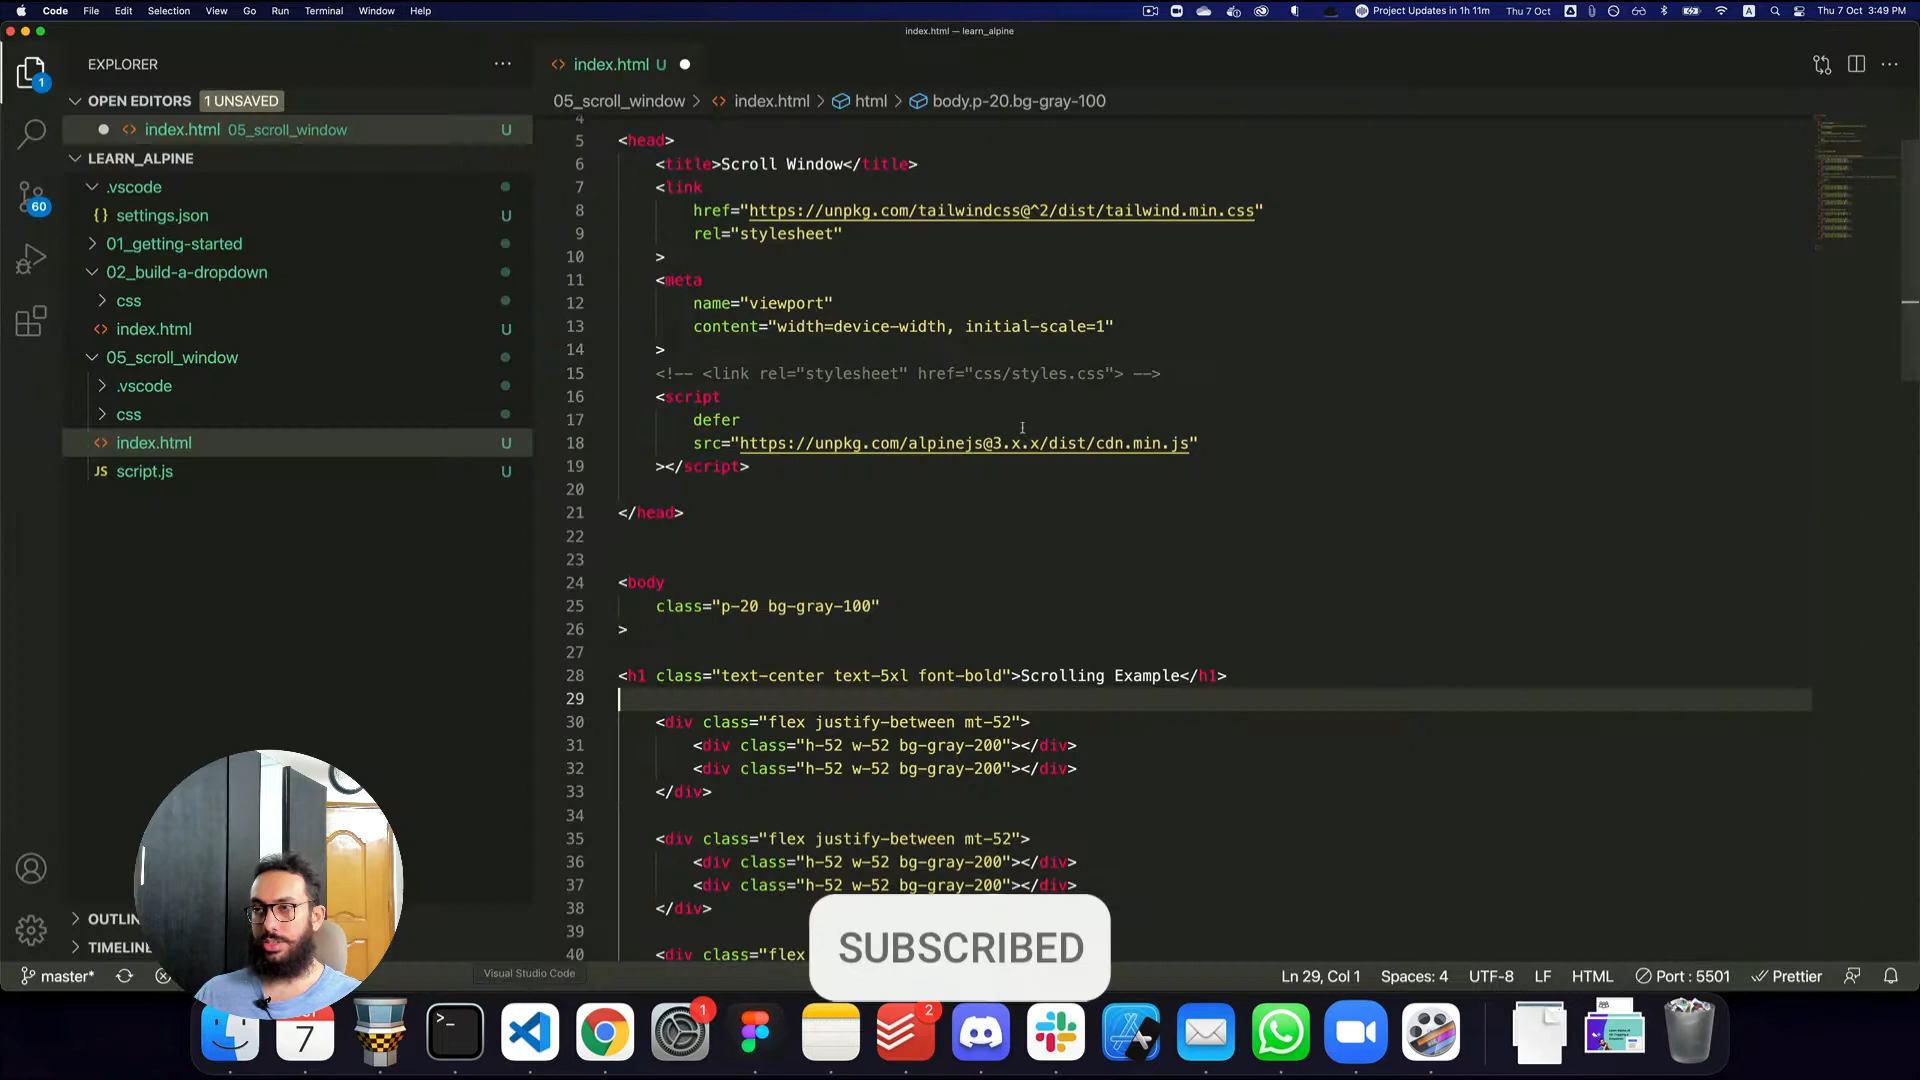 Code File Edit Selection View Go Run Terminal Window Help
Project Updates in 1h 11m Thu 7 Oct A Thu 7 Oct 3:49 PM
index.html — learn_alpine
EXPLORER
1
OPEN EDITORS 1 UNSAVED
<> index.html 05_scroll_window U
LEARN_ALPINE
.vscode
{} settings.json U
01_getting-started
02_build-a-dropdown
css
<> index.html U
05_scroll_window
.vscode
css
<> index.html U
JS script.js U
60
OUTLIN
TIMELINE
<> index.html U
05_scroll_window > <> index.html > html > body.p-20.bg-gray-100
4
5 <head>
6 <title>Scroll Window</title>
7 <link
8 href="https://unpkg.com/tailwindcss@^2/dist/tailwind.min.css"
9 rel="stylesheet"
10 >
11 <meta
12 name="viewport"
13 content="width=device-width, initial-scale=1"
14 >
15 <!-- <link rel="stylesheet" href="css/styles.css"> -->
16 <script
17 defer
18 src="https://unpkg.com/alpinejs@3.x.x/dist/cdn.min.js"
19 ></script>
20
21 </head>
22
23
24 <body
25 class="p-20 bg-gray-100"
26 >
27
28 <h1 class="text-center text-5xl font-bold">Scrolling Example</h1>
29
30 <div class="flex justify-between mt-52">
31 <div class="h-52 w-52 bg-gray-200"></div>
32 <div class="h-52 w-52 bg-gray-200"></div>
33 </div>
34
35 <div class="flex justify-between mt-52">
36 <div class="h-52 w-52 bg-gray-200"></div>
37 <div class="h-52 w-52 bg-gray-200"></div>
38 </div>
39
40 <div class="flex
SUBSCRIBED
master* Visual Studio Code Ln 29, Col 1 Spaces: 4 UTF-8 LF HTML Port : 5501 Prettier
7
>_
1
2